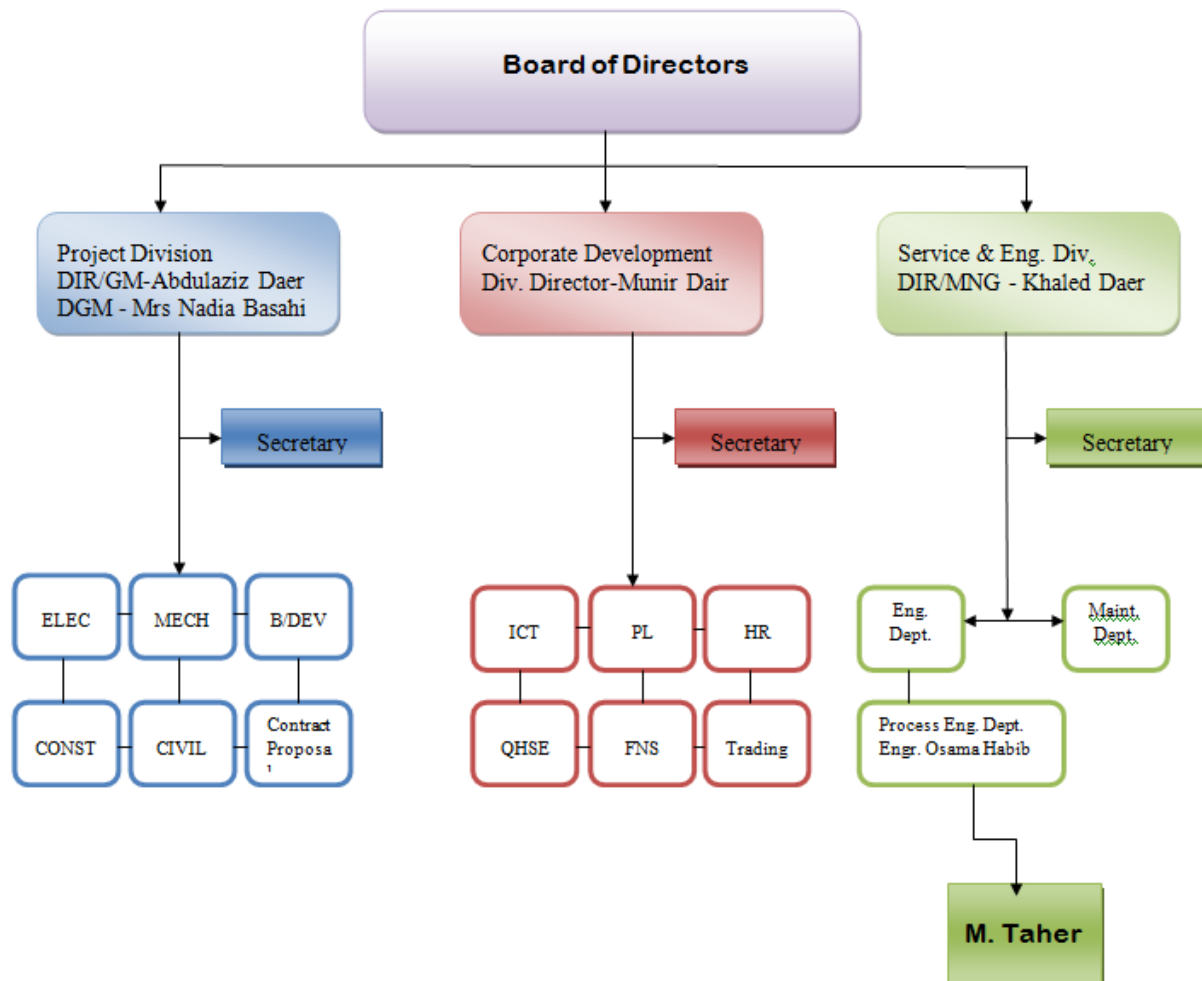 Board of Directors
Project Division
DIR/GM-Abdulaziz Daer
DGM - Mrs Nadia Basahi
Corporate Development
Div. Director-Munir Dair
Service & Eng. Div.
DIR/MNG - Khaled Daer
Secretary
Secretary
Secretary
ELEC
MECH
B/DEV
ICT
PL
HR
Eng.
Dept.
Maint.
Dept.
CONST
CIVIL
Contract
Proposa
l
QHSE
FNS
Trading
Process Eng. Dept.
Engr. Osama Habib
M. Taher